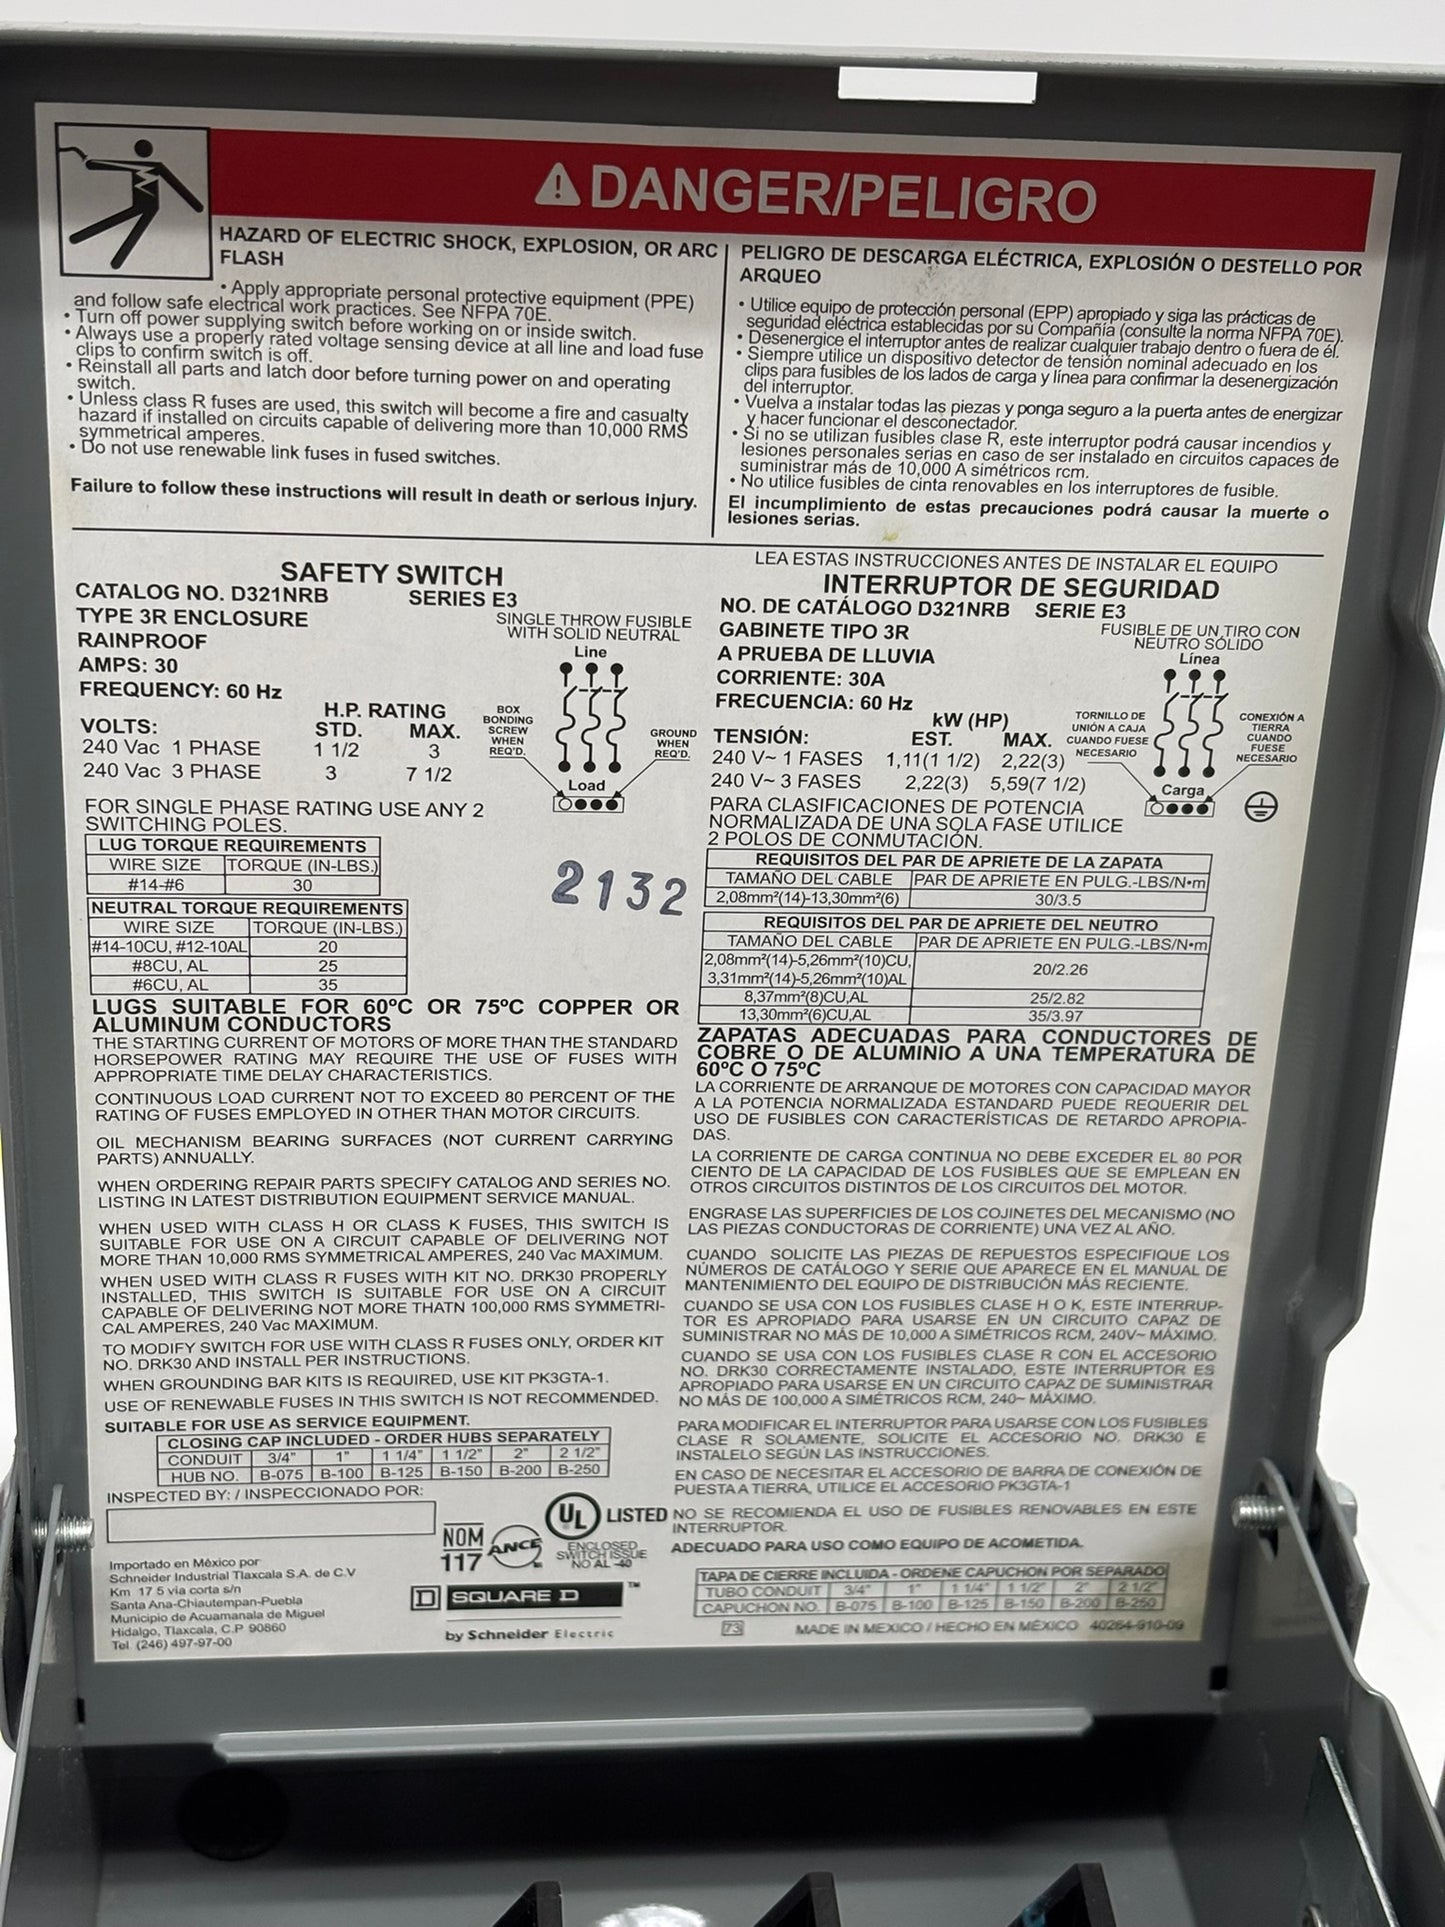 DANGER/PELIGRO
HAZARD OF ELECTRIC SHOCK, EXPLOSION, OR ARC
FLASH
• Apply appropriate personal protective equipment (PPE)
and follow safe electrical work practices. See NFPA 70E.
• Turn off power supplying switch before working on or inside switch.
• Always use a properly rated voltage sensing device at all line and load fuse
clips to confirm switch is off.
• Reinstall all parts and latch door before turning power on and operating
switch.
• Unless class R fuses are used, this switch will become a fire and casualty
hazard if installed on circuits capable of delivering more than 10,000 RMS
symmetrical amperes.
• Do not use renewable link fuses in fused switches.
Failure to follow these instructions will result in death or serious injury.
PELIGRO DE DESCARGA ELÉCTRICA, EXPLOSIÓN O DESTELLO POR
ARQUEO
• Utilice equipo de protección personal (EPP) apropiado y siga las prácticas de
seguridad eléctrica establecidas por su Compañía (consulte la norma NFPA 70E).
• Desenergice el interruptor antes de realizar cualquier trabajo dentro o fuera de él.
• Siempre utilice un dispositivo detector de tensión nominal adecuado en los
clips para fusibles de los lados de carga y línea para confirmar la desenergización
del interruptor.
• Vuelva a instalar todas las piezas y ponga seguro a la puerta antes de energizar
y hacer funcionar el desconectador.
• Si no se utilizan fusibles clase R, este interruptor podrá causar incendios y
lesiones personales serias en caso de ser instalado en circuitos capaces de
suministrar más de 10,000 A simétricos rcm.
• No utilice fusibles de cinta renovables en los interruptores de fusible.
El incumplimiento de estas precauciones podrá causar la muerte o
lesiones serias.
SAFETY SWITCH
CATALOG NO. D321NRB SERIES E3
TYPE 3R ENCLOSURE
RAINPROOF
AMPS: 30
FREQUENCY: 60 Hz
SINGLE THROW FUSIBLE
WITH SOLID NEUTRAL
Line
H.P. RATING
VOLTS: STD. MAX.
240 Vac 1 PHASE 1 1/2 3
240 Vac 3 PHASE 3 7 1/2
BOX
BONDING
SCREW
WHEN
REQ'D.
GROUND
WHEN
REQ'D.
Load
FOR SINGLE PHASE RATING USE ANY 2
SWITCHING POLES.
LUG TORQUE REQUIREMENTS
WIRE SIZE TORQUE (IN-LBS.)
#14-#6 30
NEUTRAL TORQUE REQUIREMENTS
WIRE SIZE TORQUE (IN-LBS.)
#14-10CU, #12-10AL 20
#8CU, AL 25
#6CU, AL 35
2132
LUGS SUITABLE FOR 60ºC OR 75ºC COPPER OR
ALUMINUM CONDUCTORS
THE STARTING CURRENT OF MOTORS OF MORE THAN THE STANDARD
HORSEPOWER RATING MAY REQUIRE THE USE OF FUSES WITH
APPROPRIATE TIME DELAY CHARACTERISTICS.
CONTINUOUS LOAD CURRENT NOT TO EXCEED 80 PERCENT OF THE
RATING OF FUSES EMPLOYED IN OTHER THAN MOTOR CIRCUITS.
OIL MECHANISM BEARING SURFACES (NOT CURRENT CARRYING
PARTS) ANNUALLY.
WHEN ORDERING REPAIR PARTS SPECIFY CATALOG AND SERIES NO.
LISTING IN LATEST DISTRIBUTION EQUIPMENT SERVICE MANUAL.
WHEN USED WITH CLASS H OR CLASS K FUSES, THIS SWITCH IS
SUITABLE FOR USE ON A CIRCUIT CAPABLE OF DELIVERING NOT
MORE THAN 10,000 RMS SYMMETRICAL AMPERES, 240 Vac MAXIMUM.
WHEN USED WITH CLASS R FUSES WITH KIT NO. DRK30 PROPERLY
INSTALLED, THIS SWITCH IS SUITABLE FOR USE ON A CIRCUIT
CAPABLE OF DELIVERING NOT MORE THATN 100,000 RMS SYMMETRI-
CAL AMPERES, 240 Vac MAXIMUM.
TO MODIFY SWITCH FOR USE WITH CLASS R FUSES ONLY, ORDER KIT
NO. DRK30 AND INSTALL PER INSTRUCTIONS.
WHEN GROUNDING BAR KITS IS REQUIRED, USE KIT PK3GTA-1.
USE OF RENEWABLE FUSES IN THIS SWITCH IS NOT RECOMMENDED.
SUITABLE FOR USE AS SERVICE EQUIPMENT.
CLOSING CAP INCLUDED - ORDER HUBS SEPARATELY
CONDUIT 3/4" 1" 1 1/4" 1 1/2" 2" 2 1/2"
HUB NO. B-075 B-100 B-125 B-150 B-200 B-250
INSPECTED BY: / INSPECCIONADO POR:
Importado en México por
Schneider Industrial Tlaxcala S.A. de C.V
Km 17.5 via corta s/n
Santa Ana-Chiautempan-Puebla
Municipio de Acuamanala de Miguel
Hidalgo, Tlaxcala, C.P 90860
Tel. (246) 497-97-00
NOM
117
ANCE
UL LISTED
ENCLOSED
SWITCH ISSUE
NO AL -40
D SQUARE D ™
by Schneider Electric
LEA ESTAS INSTRUCCIONES ANTES DE INSTALAR EL EQUIPO
INTERRUPTOR DE SEGURIDAD
NO. DE CATÁLOGO D321NRB SERIE E3
GABINETE TIPO 3R
A PRUEBA DE LLUVIA
CORRIENTE: 30A
FRECUENCIA: 60 Hz
FUSIBLE DE UN TIRO CON
NEUTRO SÓLIDO
Línea
kW (HP)
TENSIÓN: EST. MAX.
240 V~ 1 FASES 1,11(1 1/2) 2,22(3)
240 V~ 3 FASES 2,22(3) 5,59(7 1/2)
TORNILLO DE
UNIÓN A CAJA
CUANDO FUESE
NECESARIO
CONEXIÓN A
TIERRA
CUANDO
FUESE
NECESARIO
Carga
PARA CLASIFICACIONES DE POTENCIA
NORMALIZADA DE UNA SOLA FASE UTILICE
2 POLOS DE CONMUTACIÓN.
REQUISITOS DEL PAR DE APRIETE DE LA ZAPATA
TAMAÑO DEL CABLE PAR DE APRIETE EN PULG.-LBS/N•m
2,08mm²(14)-13,30mm²(6) 30/3.5
REQUISITOS DEL PAR DE APRIETE DEL NEUTRO
TAMAÑO DEL CABLE PAR DE APRIETE EN PULG.-LBS/N•m
2,08mm²(14)-5,26mm²(10)CU,
3,31mm²(14)-5,26mm²(10)AL 20/2.26
8,37mm²(8)CU,AL 25/2.82
13,30mm²(6)CU,AL 35/3.97
ZAPATAS ADECUADAS PARA CONDUCTORES DE
COBRE O DE ALUMINIO A UNA TEMPERATURA DE
60ºC O 75ºC
LA CORRIENTE DE ARRANQUE DE MOTORES CON CAPACIDAD MAYOR
A LA POTENCIA NORMALIZADA ESTANDARD PUEDE REQUERIR DEL
USO DE FUSIBLES CON CARACTERÍSTICAS DE RETARDO APROPIA-
DAS.
LA CORRIENTE DE CARGA CONTINUA NO DEBE EXCEDER EL 80 POR
CIENTO DE LA CAPACIDAD DE LOS FUSIBLES QUE SE EMPLEAN EN
OTROS CIRCUITOS DISTINTOS DE LOS CIRCUITOS DEL MOTOR.
ENGRASE LAS SUPERFICIES DE LOS COJINETES DEL MECANISMO (NO
LAS PIEZAS CONDUCTORAS DE CORRIENTE) UNA VEZ AL AÑO.
CUANDO SOLICITE LAS PIEZAS DE REPUESTOS ESPECIFIQUE LOS
NÚMEROS DE CATÁLOGO Y SERIE QUE APARECE EN EL MANUAL DE
MANTENIMIENTO DEL EQUIPO DE DISTRIBUCIÓN MÁS RECIENTE.
CUANDO SE USA CON LOS FUSIBLES CLASE H O K, ESTE INTERRUP-
TOR ES APROPIADO PARA USARSE EN UN CIRCUITO CAPAZ DE
SUMINISTRAR NO MÁS DE 10,000 A SIMÉTRICOS RCM, 240V~ MÁXIMO.
CUANDO SE USA CON LOS FUSIBLES CLASE R CON EL ACCESORIO
NO. DRK30 CORRECTAMENTE INSTALADO, ESTE INTERRUPTOR ES
APROPIADO PARA USARSE EN UN CIRCUITO CAPAZ DE SUMINISTRAR
NO MÁS DE 100,000 A SIMÉTRICOS RCM, 240~ MÁXIMO.
PARA MODIFICAR EL INTERRUPTOR PARA USARSE CON LOS FUSIBLES
CLASE R SOLAMENTE, SOLICITE EL ACCESORIO NO. DRK30 E
INSTALELO SEGÚN LAS INSTRUCCIONES.
EN CASO DE NECESITAR EL ACCESORIO DE BARRA DE CONEXIÓN DE
PUESTA A TIERRA, UTILICE EL ACCESORIO PK3GTA-1
NO SE RECOMIENDA EL USO DE FUSIBLES RENOVABLES EN ESTE
INTERRUPTOR.
ADECUADO PARA USO COMO EQUIPO DE ACOMETIDA.
TAPA DE CIERRE INCLUIDA - ORDENE CAPUCHON POR SEPARADO
TUBO CONDUIT 3/4" 1" 1 1/4" 1 1/2" 2" 2 1/2"
CAPUCHON NO. B-075 B-100 B-125 B-150 B-200 B-250
73 MADE IN MEXICO / HECHO EN MÉXICO 40264-910-09